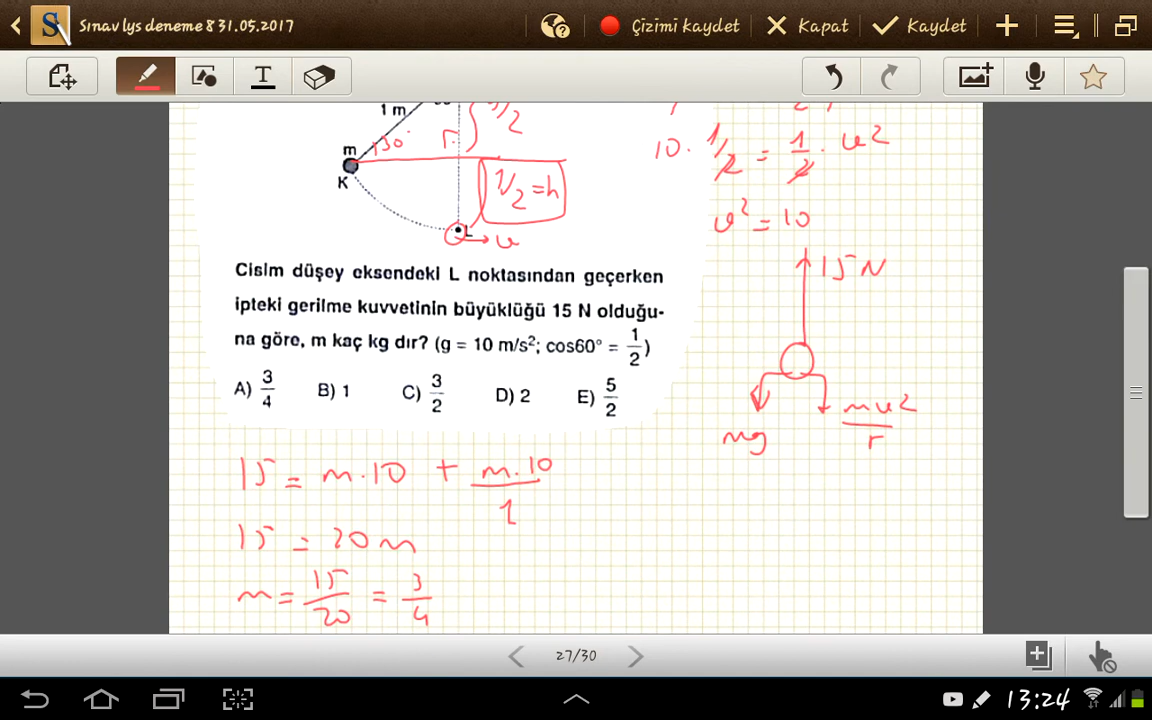 Sınav lys deneme 8 31.05.2017
Çizimi kaydet
Kapat
Kaydet
T
1 m
30°
1/2 = h
m
K
L
v
10. 1/2 = 1/2 . v2
v2 = 10
15 N
mg
mv2
r
Cisim düşey eksendeki L noktasından geçerken
ipteki gerilme kuvvetinin büyüklüğü 15 N olduğu-
na göre, m kaç kg dır? (g = 10 m/s²; cos60° = 1/2)
A) 3/4 B) 1 C) 3/2 D) 2 E) 5/2
15 = m.10 + m.10/1
15 = 20 m
m = 15/20 = 3/4
27/30
13:24